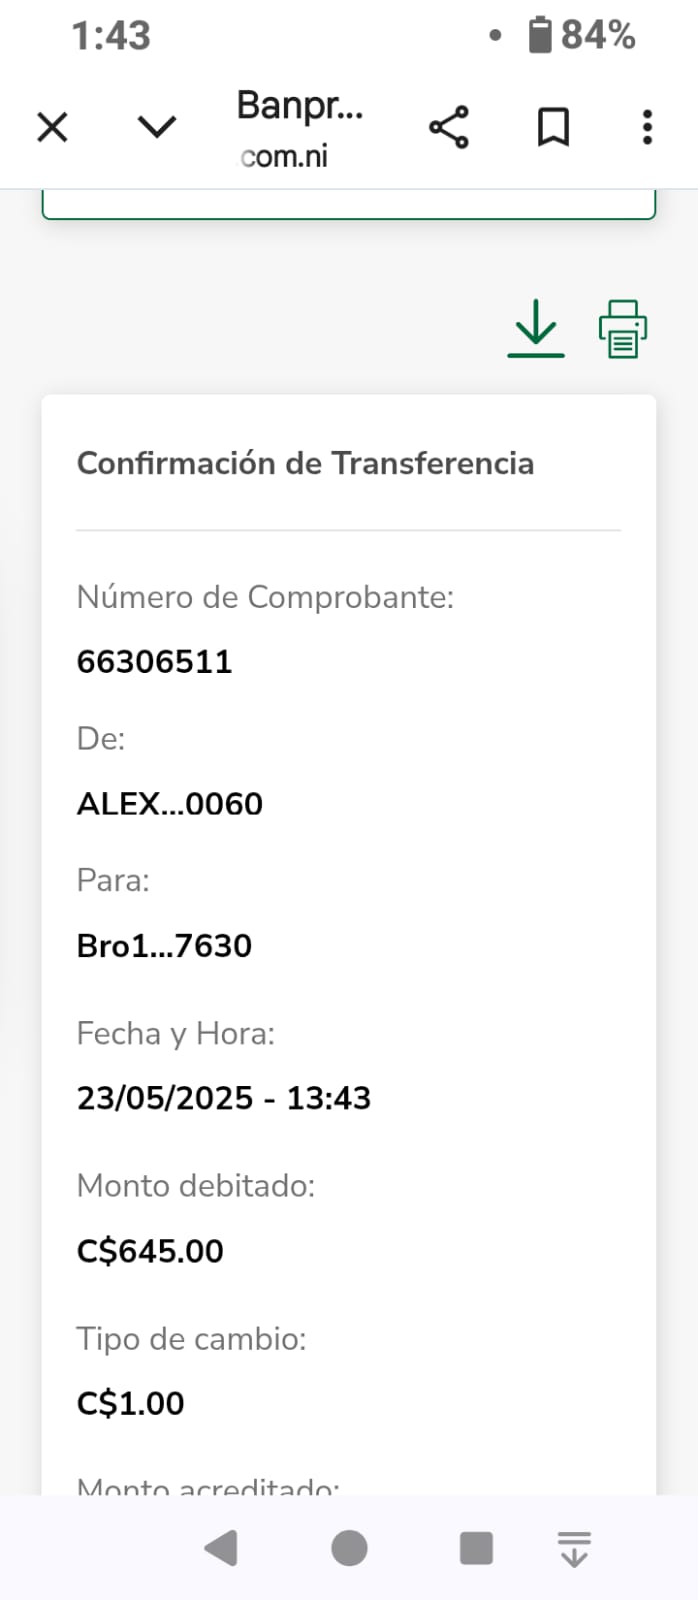 1:43
84%
Banpr...
com.ni
Confirmación de Transferencia
Número de Comprobante:
66306511
De:
ALEX...0060
Para:
Bro1...7630
Fecha y Hora:
23/05/2025 - 13:43
Monto debitado:
C$645.00
Tipo de cambio:
C$1.00
Monto acreditado: